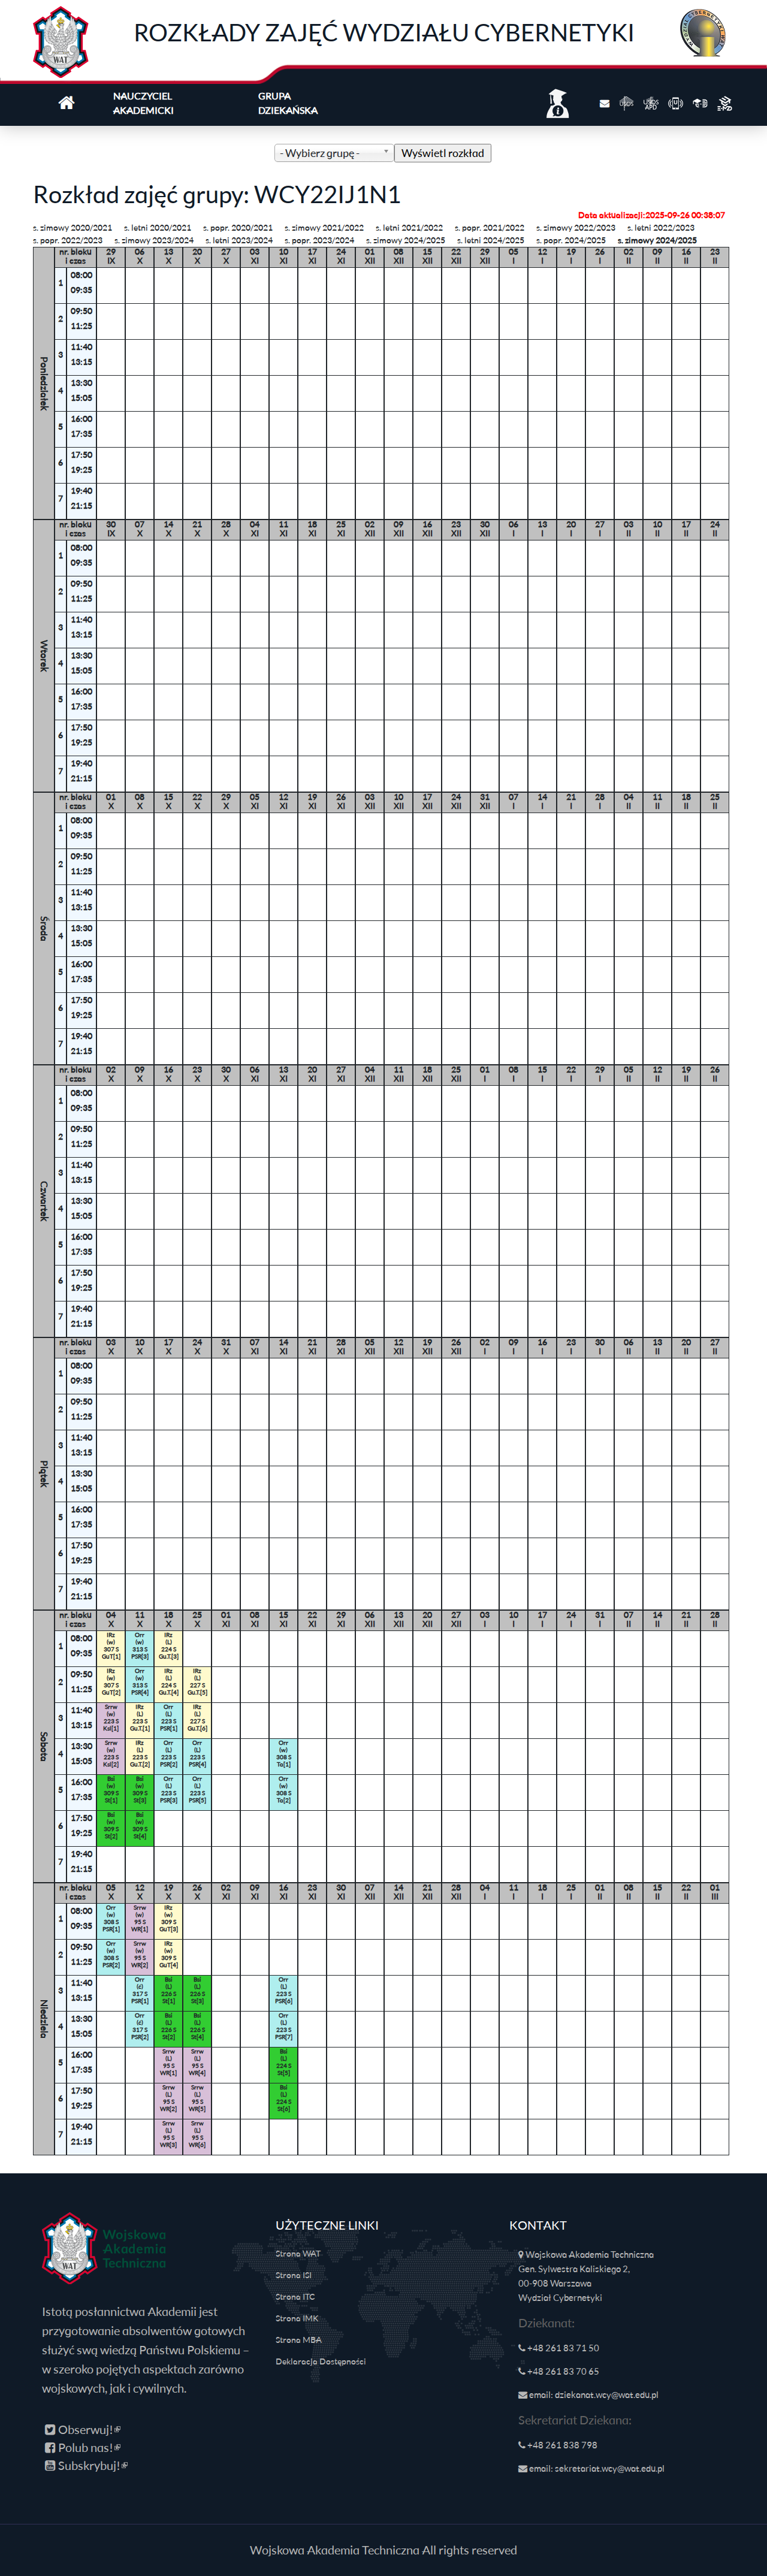 ROZKŁADY ZAJĘĆ WYDZIAŁU CYBERNETYKI
NAUCZYCIEL AKADEMICKI
GRUPA DZIEKAŃSKA
- Wybierz grupę -
Wyświetl rozkład
Rozkład zajęć grupy: WCY22IJ1N1
Data aktualizacji:2025-09-26 00:38:07
s. zimowy 2020/2021 s. letni 2020/2021 s. popr. 2020/2021 s. zimowy 2021/2022 s. letni 2021/2022 s. popr. 2021/2022 s. zimowy 2022/2023 s. letni 2022/2023
s. popr. 2022/2023 s. zimowy 2023/2024 s. letni 2023/2024 s. popr. 2023/2024 s. zimowy 2024/2025 s. letni 2024/2025 s. popr. 2024/2025 s. zimowy 2024/2025
Poniedziałek
nr. bloku 29 06 13 20 27 03 10 17 24 01 08 15 22 29 05 12 19 26 02 09 16 23
i czas IX X X X X XI XI XI XI XII XII XII XII XII I I I I II II II II
1 08:00 09:35
2 09:50 11:25
3 11:40 13:15
4 13:30 15:05
5 16:00 17:35
6 17:50 19:25
7 19:40 21:15
Wtorek
nr. bloku 30 07 14 21 28 04 11 18 25 02 09 16 23 30 06 13 20 27 03 10 17 24
i czas IX X X X X XI XI XI XI XII XII XII XII XII I I I I II II II II
1 08:00 09:35
2 09:50 11:25
3 11:40 13:15
4 13:30 15:05
5 16:00 17:35
6 17:50 19:25
7 19:40 21:15
Środa
nr. bloku 01 08 15 22 29 05 12 19 26 03 10 17 24 31 07 14 21 28 04 11 18 25
i czas X X X X X XI XI XI XI XII XII XII XII XII I I I I II II II II
1 08:00 09:35
2 09:50 11:25
3 11:40 13:15
4 13:30 15:05
5 16:00 17:35
6 17:50 19:25
7 19:40 21:15
Czwartek
nr. bloku 02 09 16 23 30 06 13 20 27 04 11 18 25 01 08 15 22 29 05 12 19 26
i czas X X X X X XI XI XI XI XII XII XII XII I I I I I II II II II
1 08:00 09:35
2 09:50 11:25
3 11:40 13:15
4 13:30 15:05
5 16:00 17:35
6 17:50 19:25
7 19:40 21:15
Piątek
nr. bloku 03 10 17 24 31 07 14 21 28 05 12 19 26 02 09 16 23 30 06 13 20 27
i czas X X X X X XI XI XI XI XII XII XII XII I I I I I II II II II
1 08:00 09:35
2 09:50 11:25
3 11:40 13:15
4 13:30 15:05
5 16:00 17:35
6 17:50 19:25
7 19:40 21:15
Sobota
nr. bloku 04 11 18 25 01 08 15 22 29 06 13 20 27 03 10 17 24 31 07 14 21 28
i czas X X X X XI XI XI XI XI XII XII XII XII I I I I I II II II II
1 08:00 09:35 IRz (w) 307 S GuT[1] Orr (w) 313 S PSR[3] IRz (L) 224 S Gu.T.[3]
2 09:50 11:25 IRz (w) 307 S GuT[2] Orr (w) 313 S PSR[4] IRz (L) 224 S Gu.T.[4] IRz (L) 227 S Gu.T.[5]
3 11:40 13:15 Srrw (w) 223 S Ksl[1] IRz (L) 223 S Gu.T.[1] Orr (L) 223 S PSR[1] IRz (L) 227 S Gu.T.[6]
4 13:30 15:05 Srrw (w) 223 S Ksl[2] IRz (L) 223 S Gu.T.[2] Orr (L) 223 S PSR[2] Orr (L) 223 S PSR[4] Orr (w) 308 S Ta[1]
5 16:00 17:35 BsI (w) 309 S St[1] BsI (w) 309 S St[3] Orr (L) 223 S PSR[3] Orr (L) 223 S PSR[5] Orr (w) 308 S Ta[2]
6 17:50 19:25 BsI (w) 309 S St[2] BsI (w) 309 S St[4]
7 19:40 21:15
Niedziela
nr. bloku 05 12 19 26 02 09 16 23 30 07 14 21 28 04 11 18 25 01 08 15 22 01
i czas X X X X XI XI XI XI XI XII XII XII XII I I I I II II II II III
1 08:00 09:35 Orr (w) 308 S PSR[1] Srrw (w) 95 S WR[1] IRz (w) 309 S GuT[3]
2 09:50 11:25 Orr (w) 308 S PSR[2] Srrw (w) 95 S WR[2] IRz (w) 309 S GuT[4]
3 11:40 13:15 Orr (ć) 317 S PSR[1] BsI (L) 226 S St[1] BsI (L) 226 S St[3] Orr (L) 223 S PSR[6]
4 13:30 15:05 Orr (ć) 317 S PSR[2] BsI (L) 226 S St[2] BsI (L) 226 S St[4] Orr (L) 223 S PSR[7]
5 16:00 17:35 Srrw (L) 95 S WR[1] Srrw (L) 95 S WR[4] BsI (L) 224 S St[5]
6 17:50 19:25 Srrw (L) 95 S WR[2] Srrw (L) 95 S WR[5] BsI (L) 224 S St[6]
7 19:40 21:15 Srrw (L) 95 S WR[3] Srrw (L) 95 S WR[6]
WAT
Wojskowa
Akademia
Techniczna
Istotą posłannictwa Akademii jest
przygotowanie absolwentów gotowych
służyć swą wiedzą Państwu Polskiemu –
w szeroko pojętych aspektach zarówno
wojskowych, jak i cywilnych.
Obserwuj!
Polub nas!
Subskrybuj!
UŻYTECZNE LINKI
Strona WAT
Strona ISI
Strona ITC
Strona IMK
Strona MBA
Deklaracja Dostępności
KONTAKT
Wojskowa Akademia Techniczna
Gen. Sylwestra Kaliskiego 2,
00-908 Warszawa
Wydział Cybernetyki
Dziekanat:
+48 261 83 71 50
+48 261 83 70 65
email: dziekanat.wcy@wat.edu.pl
Sekretariat Dziekana:
+48 261 838 798
email: sekretariat.wcy@wat.edu.pl
Wojskowa Akademia Techniczna All rights reserved